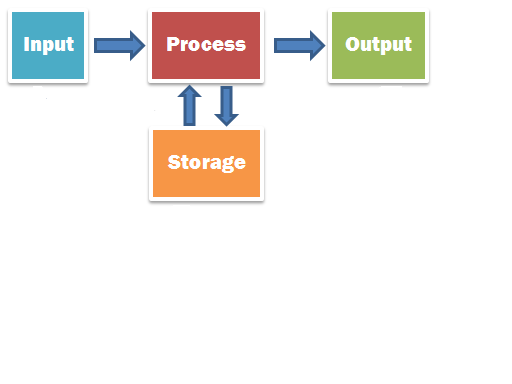 Input
Process
Output
Storage